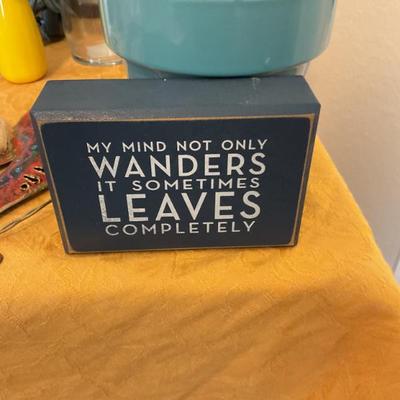 MY MIND NOT ONLY
WANDERS
IT SOMETIMES
LEAVES
COMPLETELY